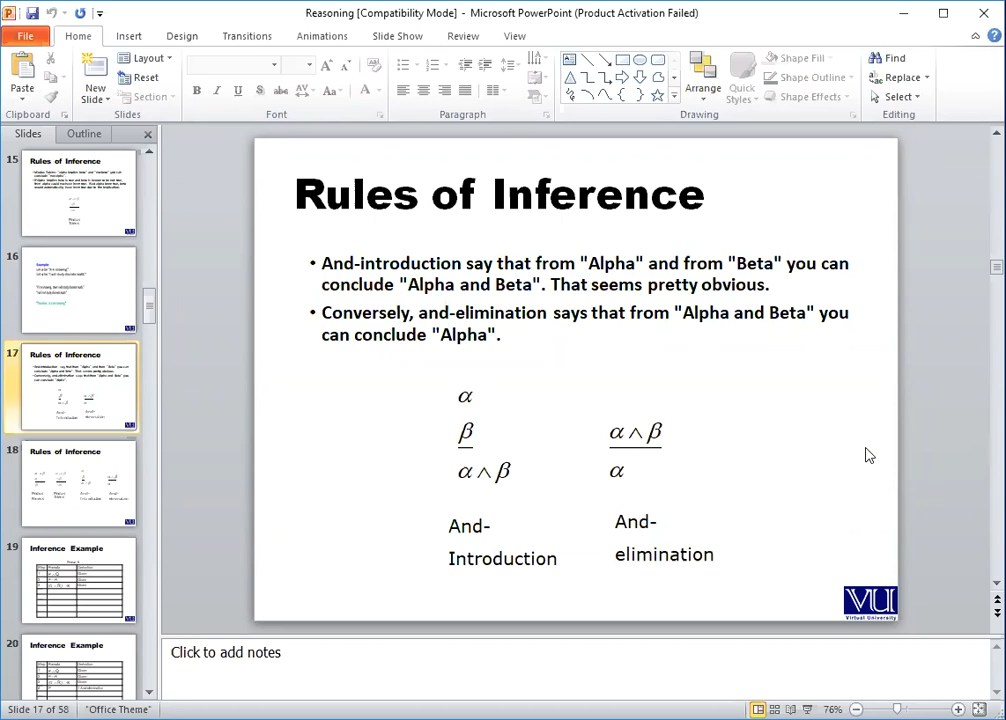 Reasoning [Compatibility Mode] - Microsoft PowerPoint (Product Activation Failed)
File Home Insert Design Transitions Animations Slide Show Review View
Paste
Clipboard
New
Slide
Layout
Reset
Section
Slides
B I U S abc AV Aa A
Font
Paragraph
Arrange
Quick
Styles
Shape Fill
Shape Outline
Shape Effects
Drawing
Find
Replace
Select
Editing
Slides Outline
15
Rules of Inference
16
Example
17
Rules of Inference
18
Rules of Inference
19
Inference Example
20
Inference Example
Rules of Inference
• And-introduction say that from "Alpha" and from "Beta" you can
conclude "Alpha and Beta". That seems pretty obvious.
• Conversely, and-elimination says that from "Alpha and Beta" you
can conclude "Alpha".
α
β
α ∧ β
α ∧ β
α
And-
Introduction
And-
elimination
VU
Virtual University
Click to add notes
Slide 17 of 58 "Office Theme" 76%